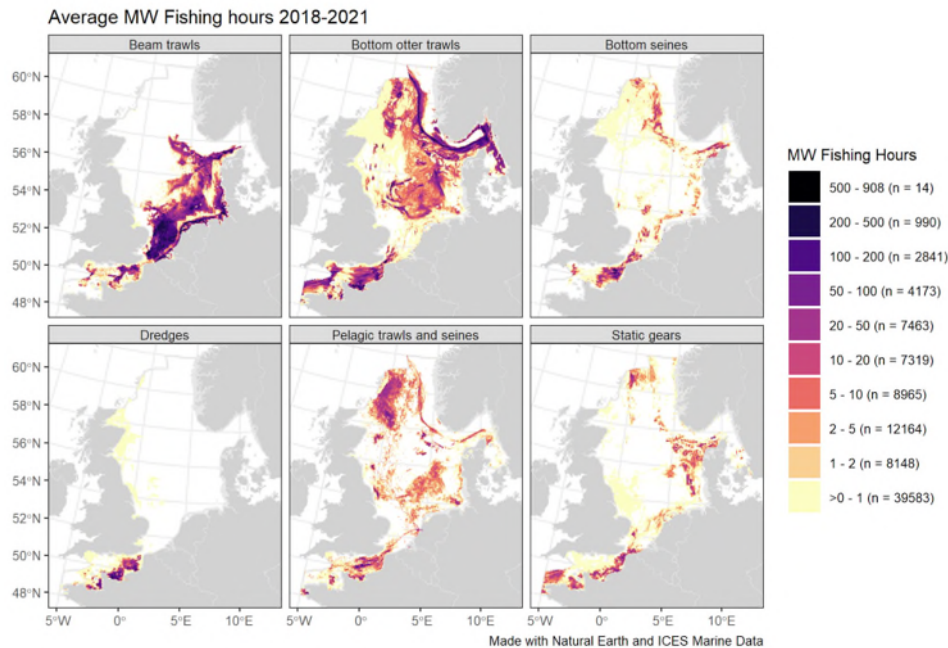 Average MW Fishing hours 2018-2021
Beam trawls
Bottom otter trawls
Bottom seines
60°N
58°N
56°N
54°N
52°N
50°N
48°N
Dredges
Pelagic trawls and seines
Static gears
60°N
58°N
56°N
54°N
52°N
50°N
48°N
5°W
0°
5°E
10°E
5°W
0°
5°E
10°E
5°W
0°
5°E
10°E
MW Fishing Hours
500 - 908 (n = 14)
200 - 500 (n = 990)
100 - 200 (n = 2841)
50 - 100 (n = 4173)
20 - 50 (n = 7463)
10 - 20 (n = 7319)
5 - 10 (n = 8965)
2 - 5 (n = 12164)
1 - 2 (n = 8148)
>0 - 1 (n = 39583)
Made with Natural Earth and ICES Marine Data